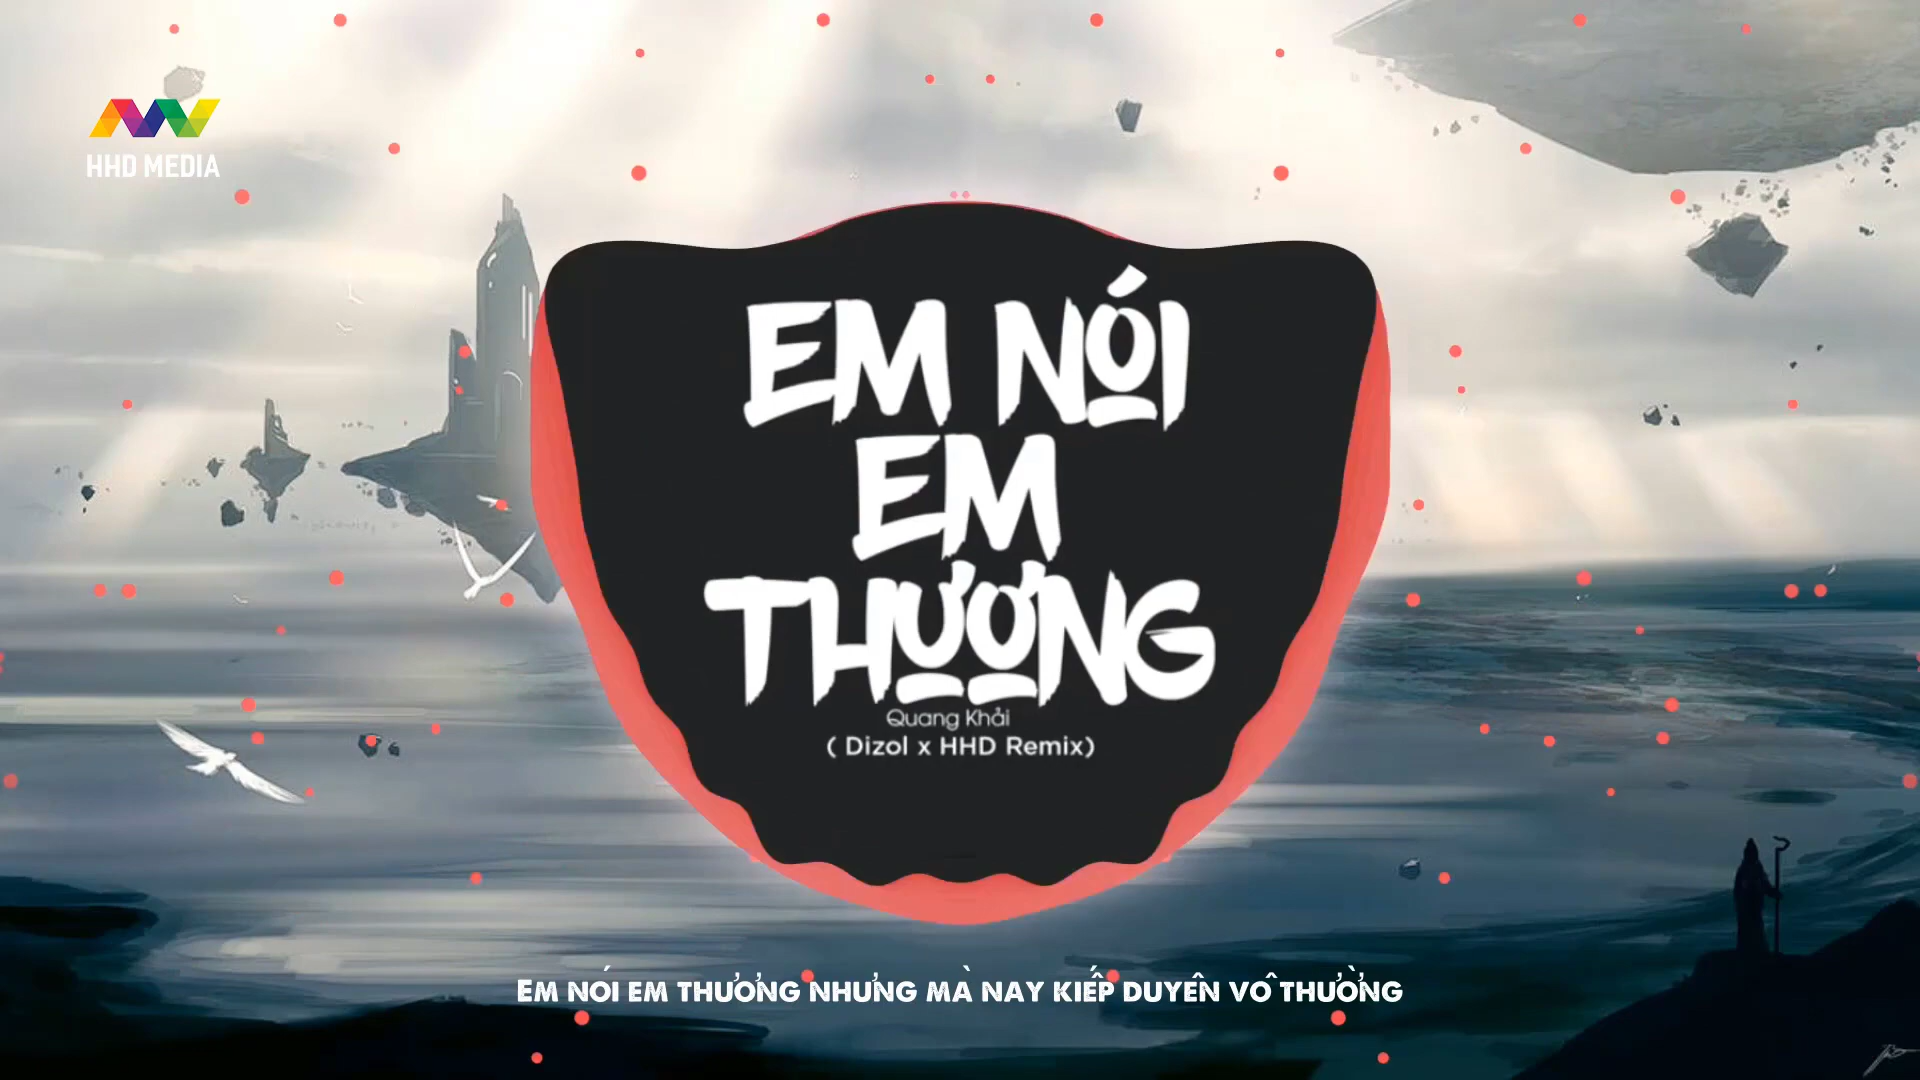 HHD MEDIA
EM NÓI
EM
THƯƠNG
Quang Khải
( Dizol x HHD Remix)
EM NÓI EM THƯƠNG NHƯNG MÀ NAY KIẾP DUYÊN VÔ THƯỜNG